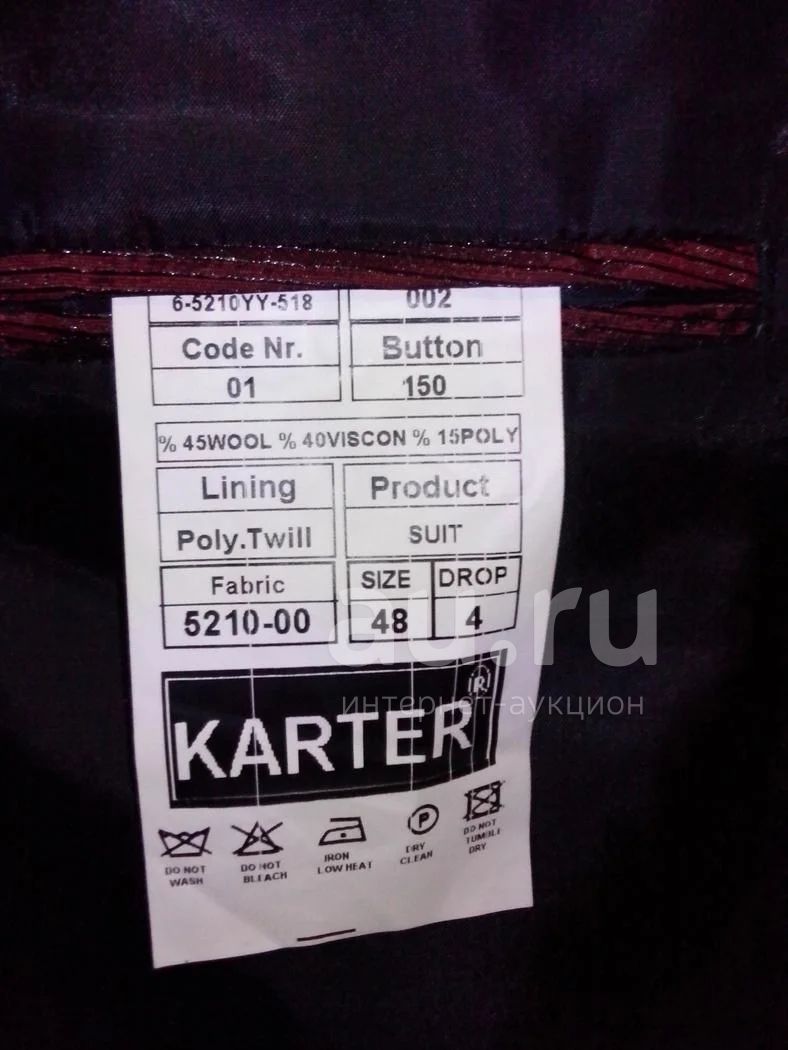 6-5210YY-518 002
Code Nr. Button
01 150
% 45WOOL % 40VISCON % 15POLY
Lining Product
Poly.Twill SUIT
Fabric SIZE DROP
5210-00 48 4
au.ru
интернет-аукцион
KARTER ®
DO NOT WASH
DO NOT BLEACH
IRON LOW HEAT
DRY CLEAN
DO NOT TUMBLE DRY